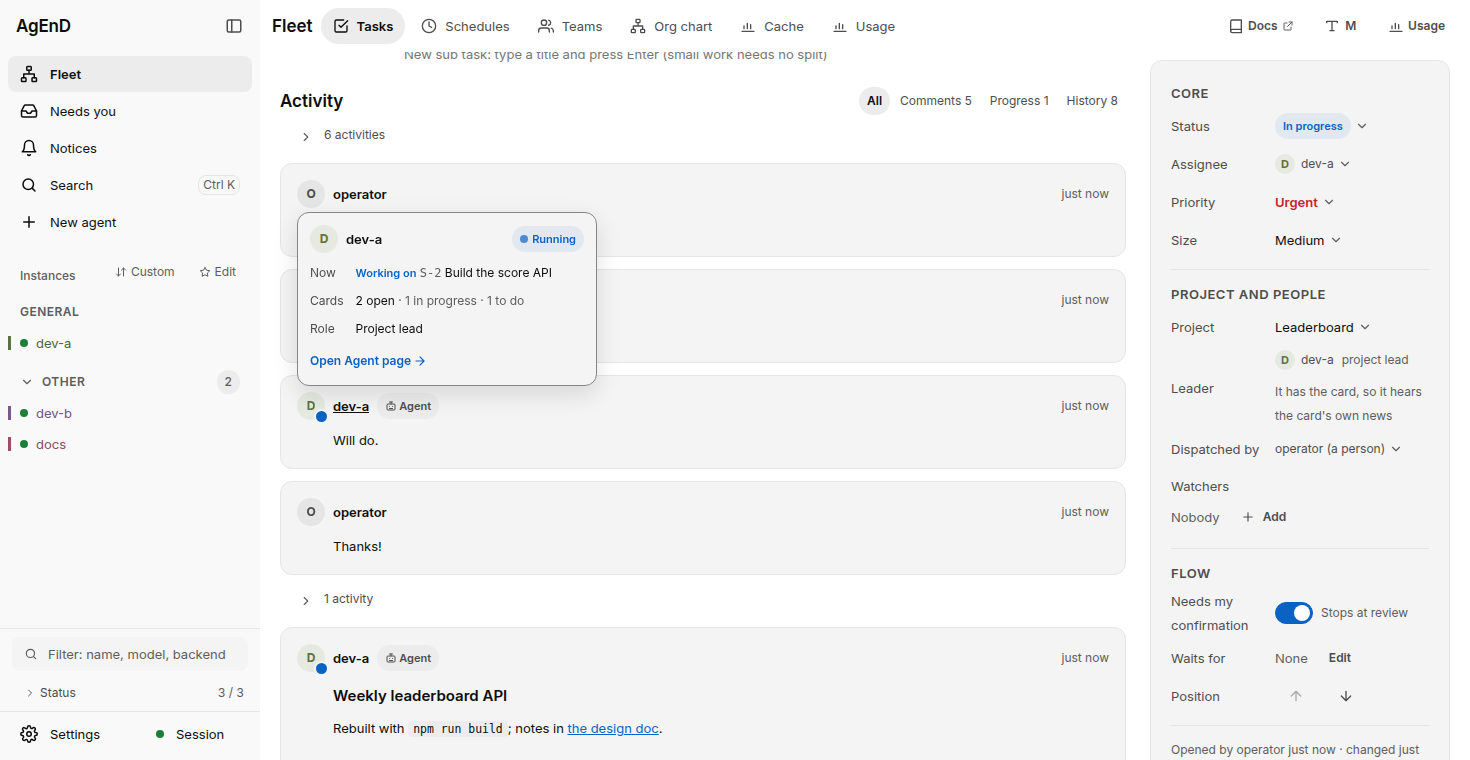 AgEnD
Fleet
Needs you
Notices
Search
Ctrl K
New agent
Instances
Custom
Edit
GENERAL
dev-a
OTHER
2
dev-b
docs
Filter: name, model, backend
Status
3 / 3
Settings
Session
Fleet
Tasks
Schedules
Teams
Org chart
Cache
Usage
Docs
M
Usage
New sub task: type a title and press Enter (small work needs no split)
Activity
All
Comments 5
Progress 1
History 8
6 activities
O
operator
just now
D
dev-a
Running
Now
Working on S-2 Build the score API
Cards
2 open · 1 in progress · 1 to do
Role
Project lead
Open Agent page →
just now
D
dev-a
Agent
just now
Will do.
O
operator
just now
Thanks!
1 activity
D
dev-a
Agent
just now
Weekly leaderboard API
Rebuilt with npm run build; notes in the design doc.
CORE
Status
In progress
Assignee
D
dev-a
Priority
Urgent
Size
Medium
PROJECT AND PEOPLE
Project
Leaderboard
Leader
D
dev-a project lead
It has the card, so it hears
the card's own news
Dispatched by
operator (a person)
Watchers
Nobody
Add
FLOW
Needs my
confirmation
Stops at review
Waits for
None
Edit
Position
Opened by operator just now · changed just